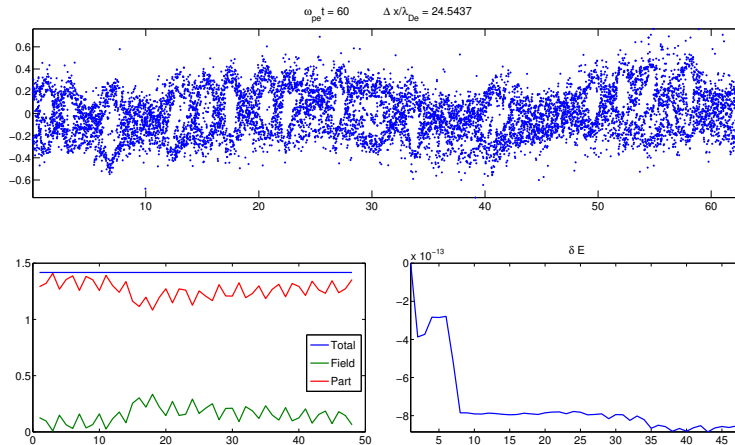 ω_pe t = 60 Δ x/λ_De = 24.5437
0.6
0.4
0.2
0
−0.2
−0.4
−0.6
10 20 30 40 50 60
1.5
1
0.5
0
0 10 20 30 40 50
Total
Field
Part
δ E
x 10^−13
0
−2
−4
−6
−8
5 10 15 20 25 30 35 40 45